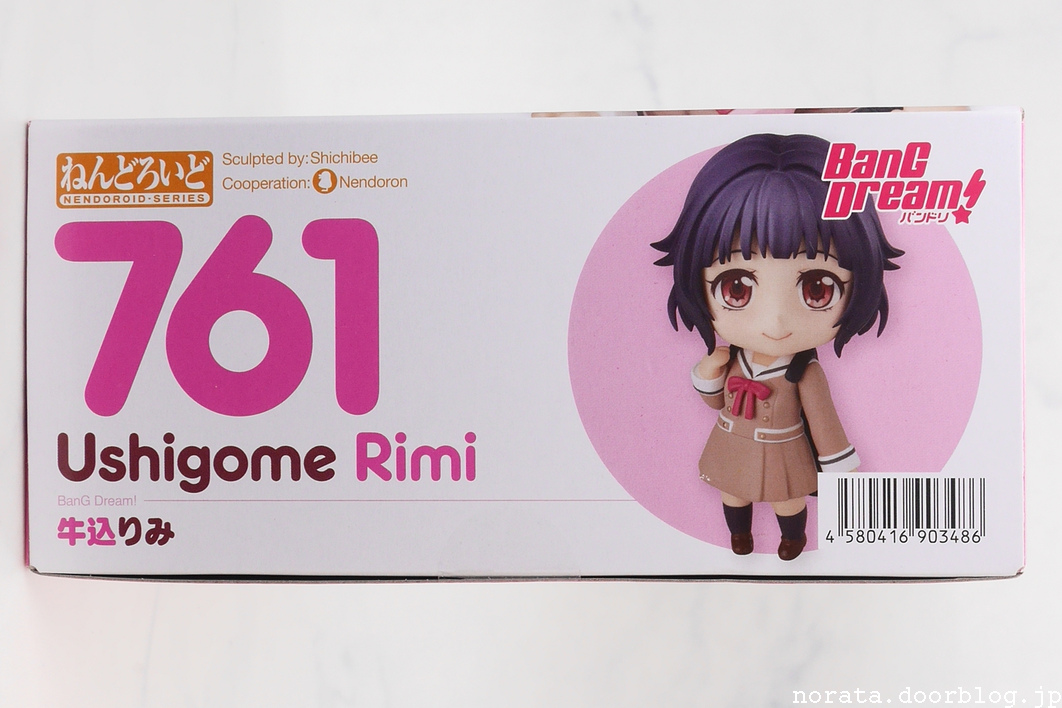 ねんどろいど
NENDOROID・SERIES
Sculpted by: Shichibee
Cooperation: Nendoron
761
Ushigome Rimi
BanG Dream!
牛込りみ
BanG
Dream!
バンドリ
4 580416 903486
norata.doorblog.jp